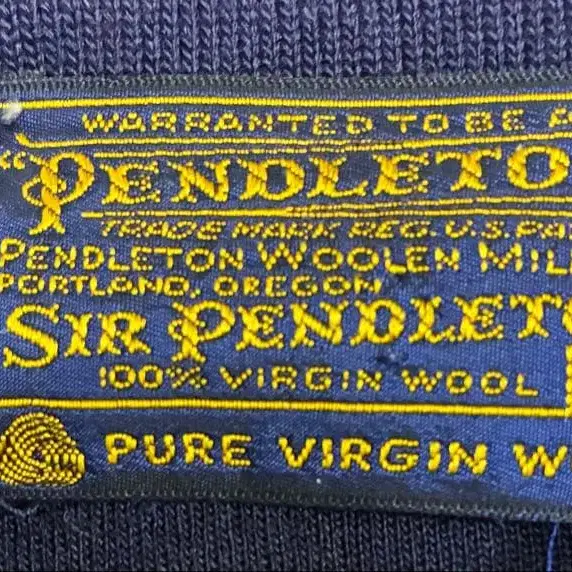 WARRANTED TO BE A
"PENDLETO
TRADE MARK REG. U.S. PA
PENDLETON WOOLEN MIL
PORTLAND, OREGON
SIR PENDLET
100% VIRGIN WOOL
PURE VIRGIN W